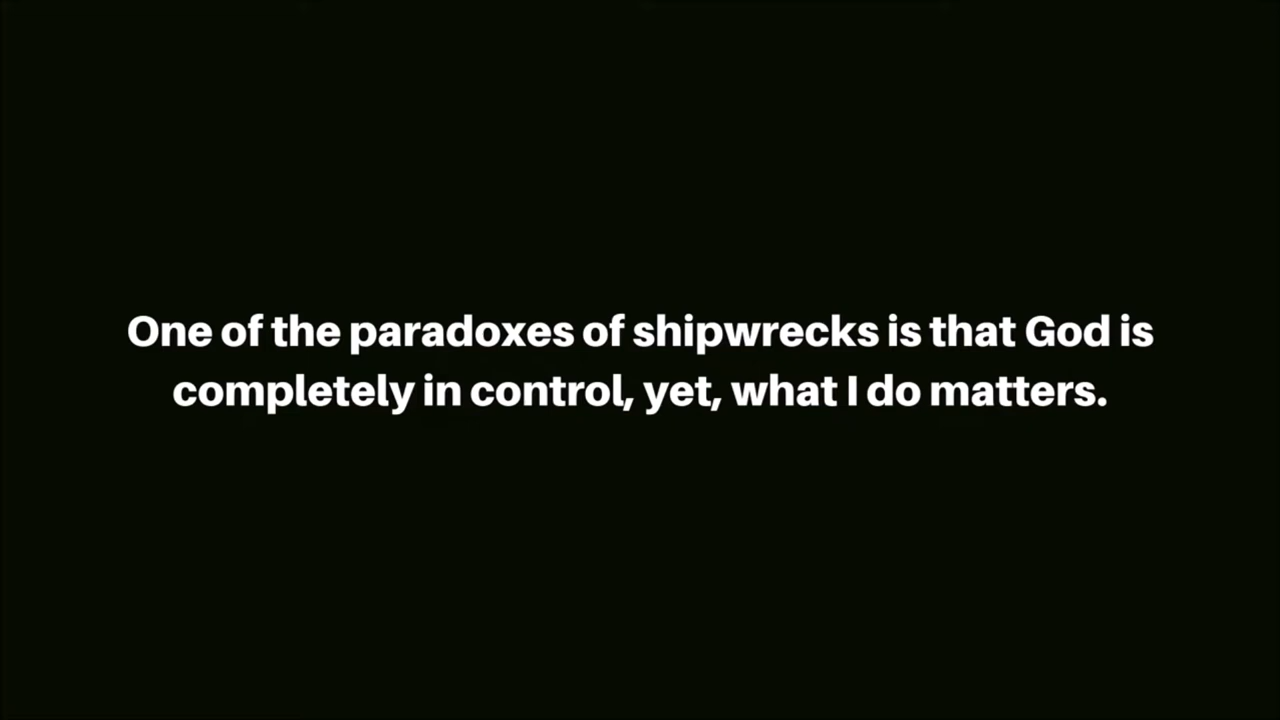 One of the paradoxes of shipwrecks is that God is
completely in control, yet, what I do matters.